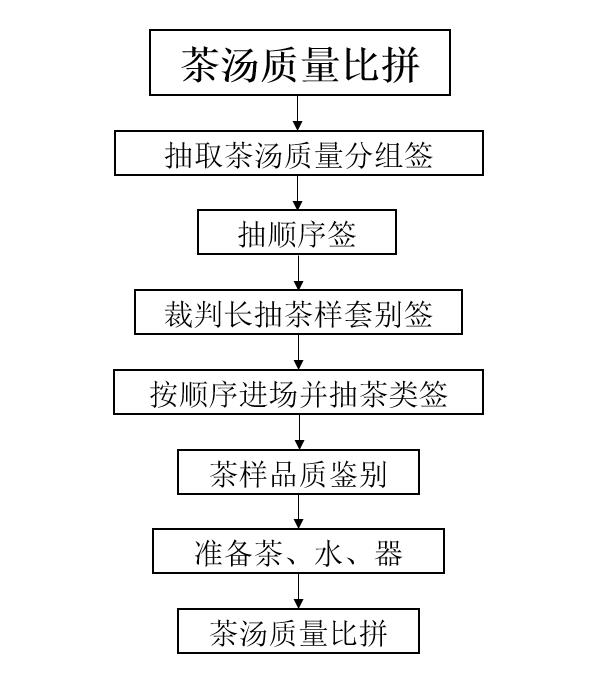 茶汤质量比拼
抽取茶汤质量分组签
抽顺序签
裁判长抽茶样套别签
按顺序进场并抽茶类签
茶样品质鉴别
准备茶、水、器
茶汤质量比拼